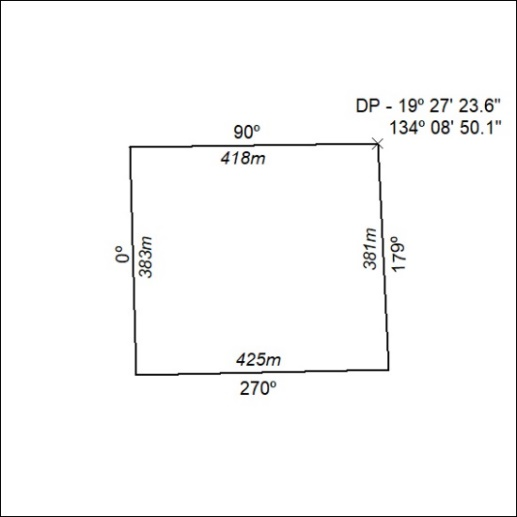 DP - 19º 27' 23.6"
134º 08' 50.1"
90º
418m
0º
383m
381m
179º
425m
270º